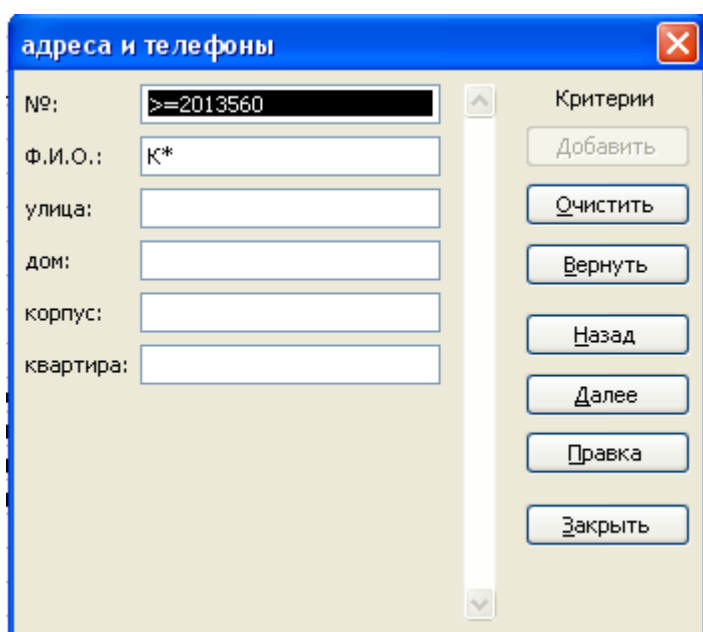 адреса и телефоны
№: >=2013560
Ф.И.О.: К*
улица:
дом:
корпус:
квартира:
Критерии
Добавить
Очистить
Вернуть
Назад
Далее
Правка
Закрыть